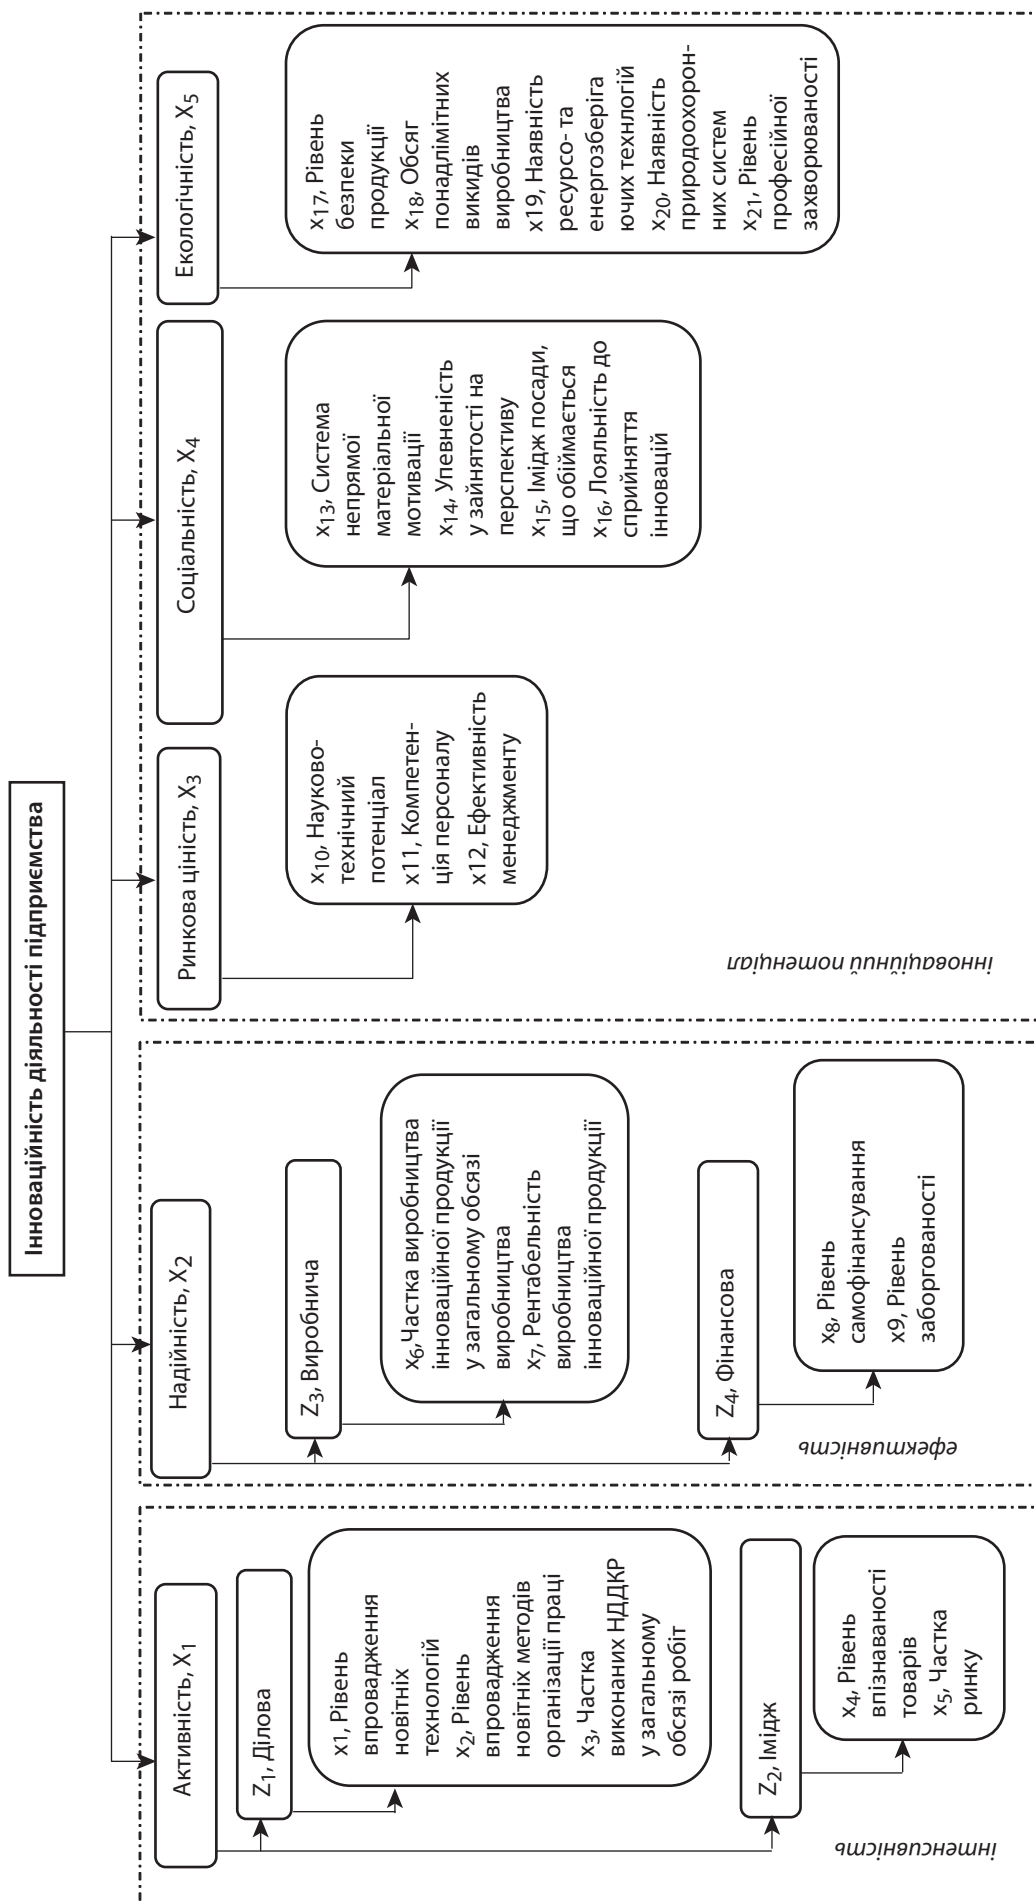 Інноваційність діяльності підприємства
Активність, X1
Z1, Ділова
x1, Рівень
впровадження
новітніх
технологій
x2, Рівень
впровадження
новітніх методів
організації праці
x3, Частка
виконаних НДДКР
у загальному
обсязі робіт
Z2, Імідж
x4, Рівень
впізнаваності
товарів
x5, Частка
ринку
інтенсивність
Надійність, X2
Z3, Виробнича
x6,Частка виробництва
інноваційної продукції
у загальному обсязі
виробництва
x7, Рентабельність
виробництва
інноваційної продукції
Z4, Фінансова
x8, Рівень
самофінансування
x9, Рівень
заборгованості
ефективність
Ринкова ціність, X3
x10, Науково-
технічний
потенціал
x11, Компетен-
ція персоналу
x12, Ефективність
менеджменту
Соціальність, X4
x13, Система
непрямої
матеріальної
мотивації
x14, Упевненість
у зайнятості на
перспективу
x15, Імідж посади,
що обіймається
x16, Лояльність до
сприйняття
інновацій
Екологічність, X5
x17, Рівень
безпеки
продукції
x18, Обсяг
понадлімітних
викидів
виробництва
x19, Наявність
ресурсо- та
енергозберіга
ючих технлогій
x20, Наявність
природоохорон-
них систем
x21, Рівень
професійної
захворюваності
інноваційний потенціал